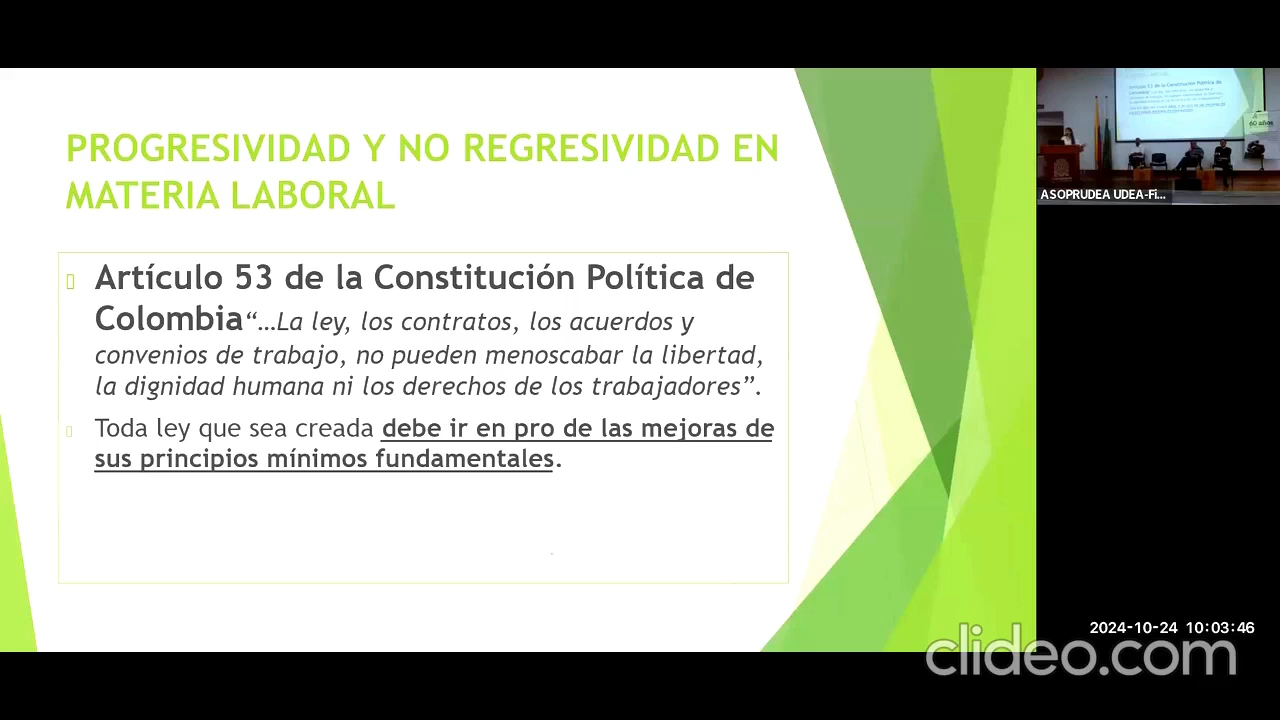 PROGRESIVIDAD Y NO REGRESIVIDAD EN
MATERIA LABORAL
Artículo 53 de la Constitución Política de
Colombia“…La ley, los contratos, los acuerdos y
convenios de trabajo, no pueden menoscabar la libertad,
la dignidad humana ni los derechos de los trabajadores”.
Toda ley que sea creada debe ir en pro de las mejoras de
sus principios mínimos fundamentales.
60 años
ASOPRUDEA UDEA-Fi...
2024-10-24 10:03:46
clideo.com